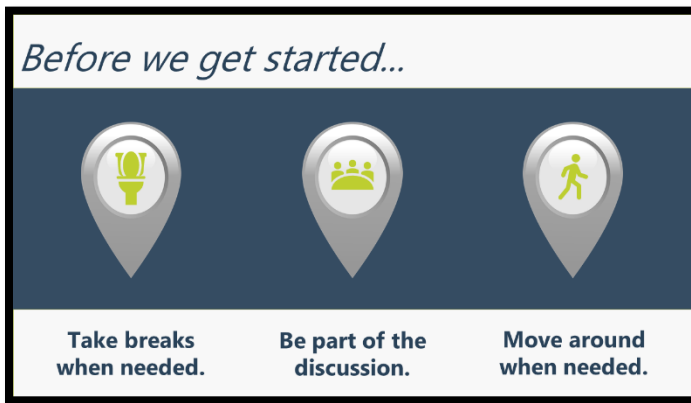 Before we get started...
Take breaks
when needed.
Be part of the
discussion.
Move around
when needed.